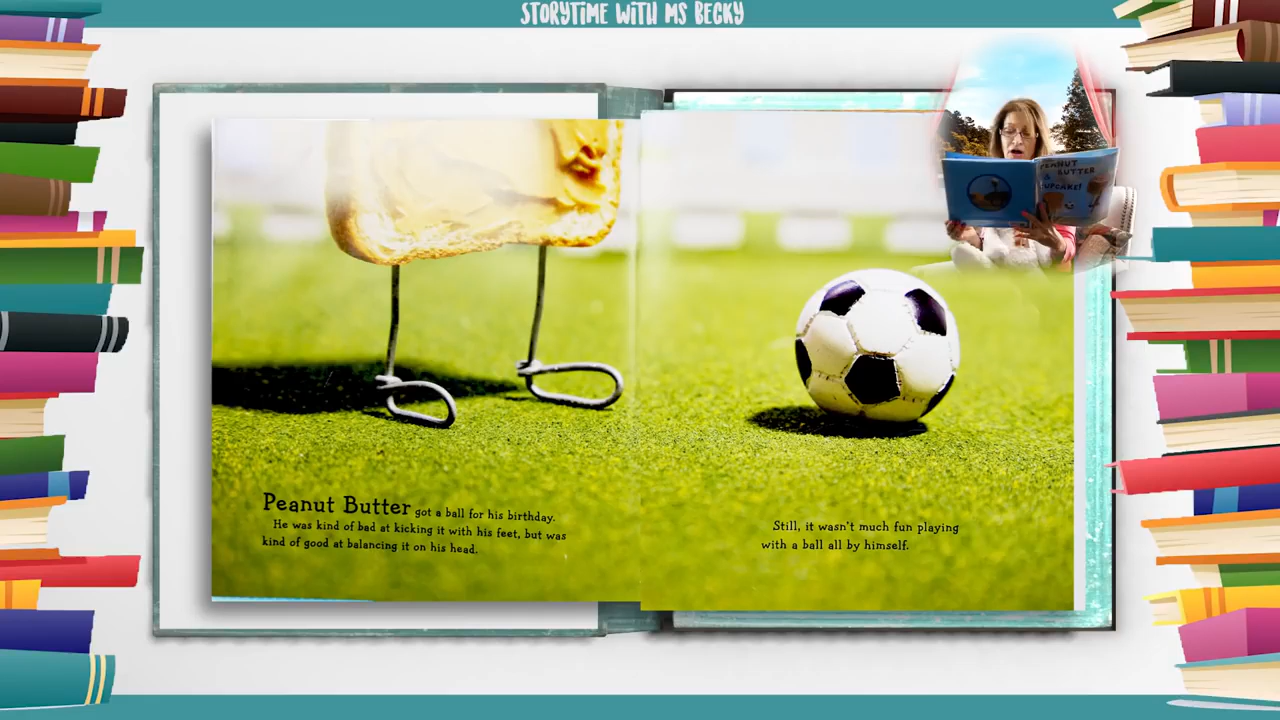 STORYTIME WITH MS BECKY
PEANUT
BUTTER
&
CUPCAKE!
Peanut Butter got a ball for his birthday.
He was kind of bad at kicking it with his feet, but was
kind of good at balancing it on his head.
Still, it wasn't much fun playing
with a ball all by himself.